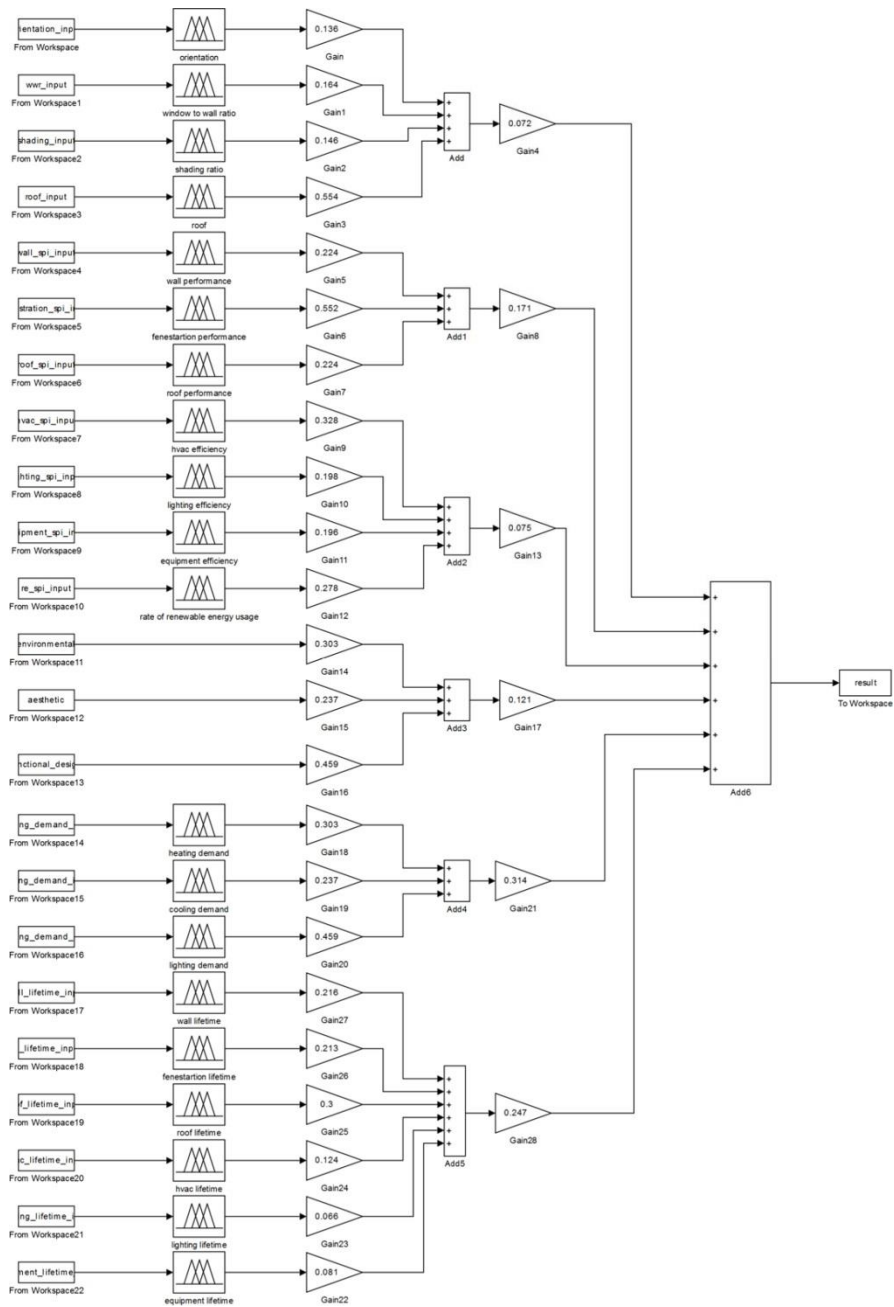 ientation_inp
From Workspace
orientation
0.136
Gain
wwr_input
From Workspace1
window to wall ratio
0.164
Gain1
shading_input
From Workspace2
shading ratio
0.146
Gain2
roof_input
From Workspace3
roof
0.554
Gain3
+
+
+
+
Add
0.072
Gain4
wall_spi_input
From Workspace4
wall performance
0.224
Gain5
stration_spi_in
From Workspace5
fenestartion performance
0.552
Gain6
roof_spi_input
From Workspace6
roof performance
0.224
Gain7
+
+
+
Add1
0.171
Gain8
vac_spi_inpu
From Workspace7
hvac efficiency
0.328
Gain9
hting_spi_inp
From Workspace8
lighting efficiency
0.198
Gain10
ipment_spi_in
From Workspace9
equipment efficiency
0.196
Gain11
re_spi_input
From Workspace10
rate of renewable energy usage
0.278
Gain12
+
+
+
+
Add2
0.075
Gain13
environmental
From Workspace11
0.303
Gain14
aesthetic
From Workspace12
0.237
Gain15
nctional_desig
From Workspace13
0.459
Gain16
+
+
+
Add3
0.121
Gain17
ng_demand_
From Workspace14
heating demand
0.303
Gain18
ng_demand_i
From Workspace15
cooling demand
0.237
Gain19
ng_demand_
From Workspace16
lighting demand
0.459
Gain20
+
+
+
Add4
0.314
Gain21
ll_lifetime_inp
From Workspace17
wall lifetime
0.216
Gain27
_lifetime_inp
From Workspace18
fenestartion lifetime
0.213
Gain26
f_lifetime_inp
From Workspace19
roof lifetime
0.3
Gain25
c_lifetime_in
From Workspace20
hvac lifetime
0.124
Gain24
ng_lifetime_i
From Workspace21
lighting lifetime
0.066
Gain23
ment_lifetime
From Workspace22
equipment lifetime
0.081
Gain22
+
+
+
+
+
+
Add5
0.247
Gain28
+
+
+
+
+
+
Add6
result
To Workspace